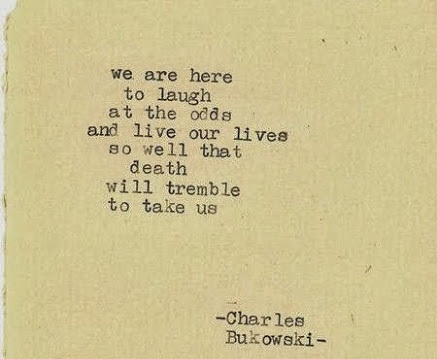 we are here
to laugh
at the odds
and live our lives
so well that
death
will tremble
to take us
-Charles
Bukowski-